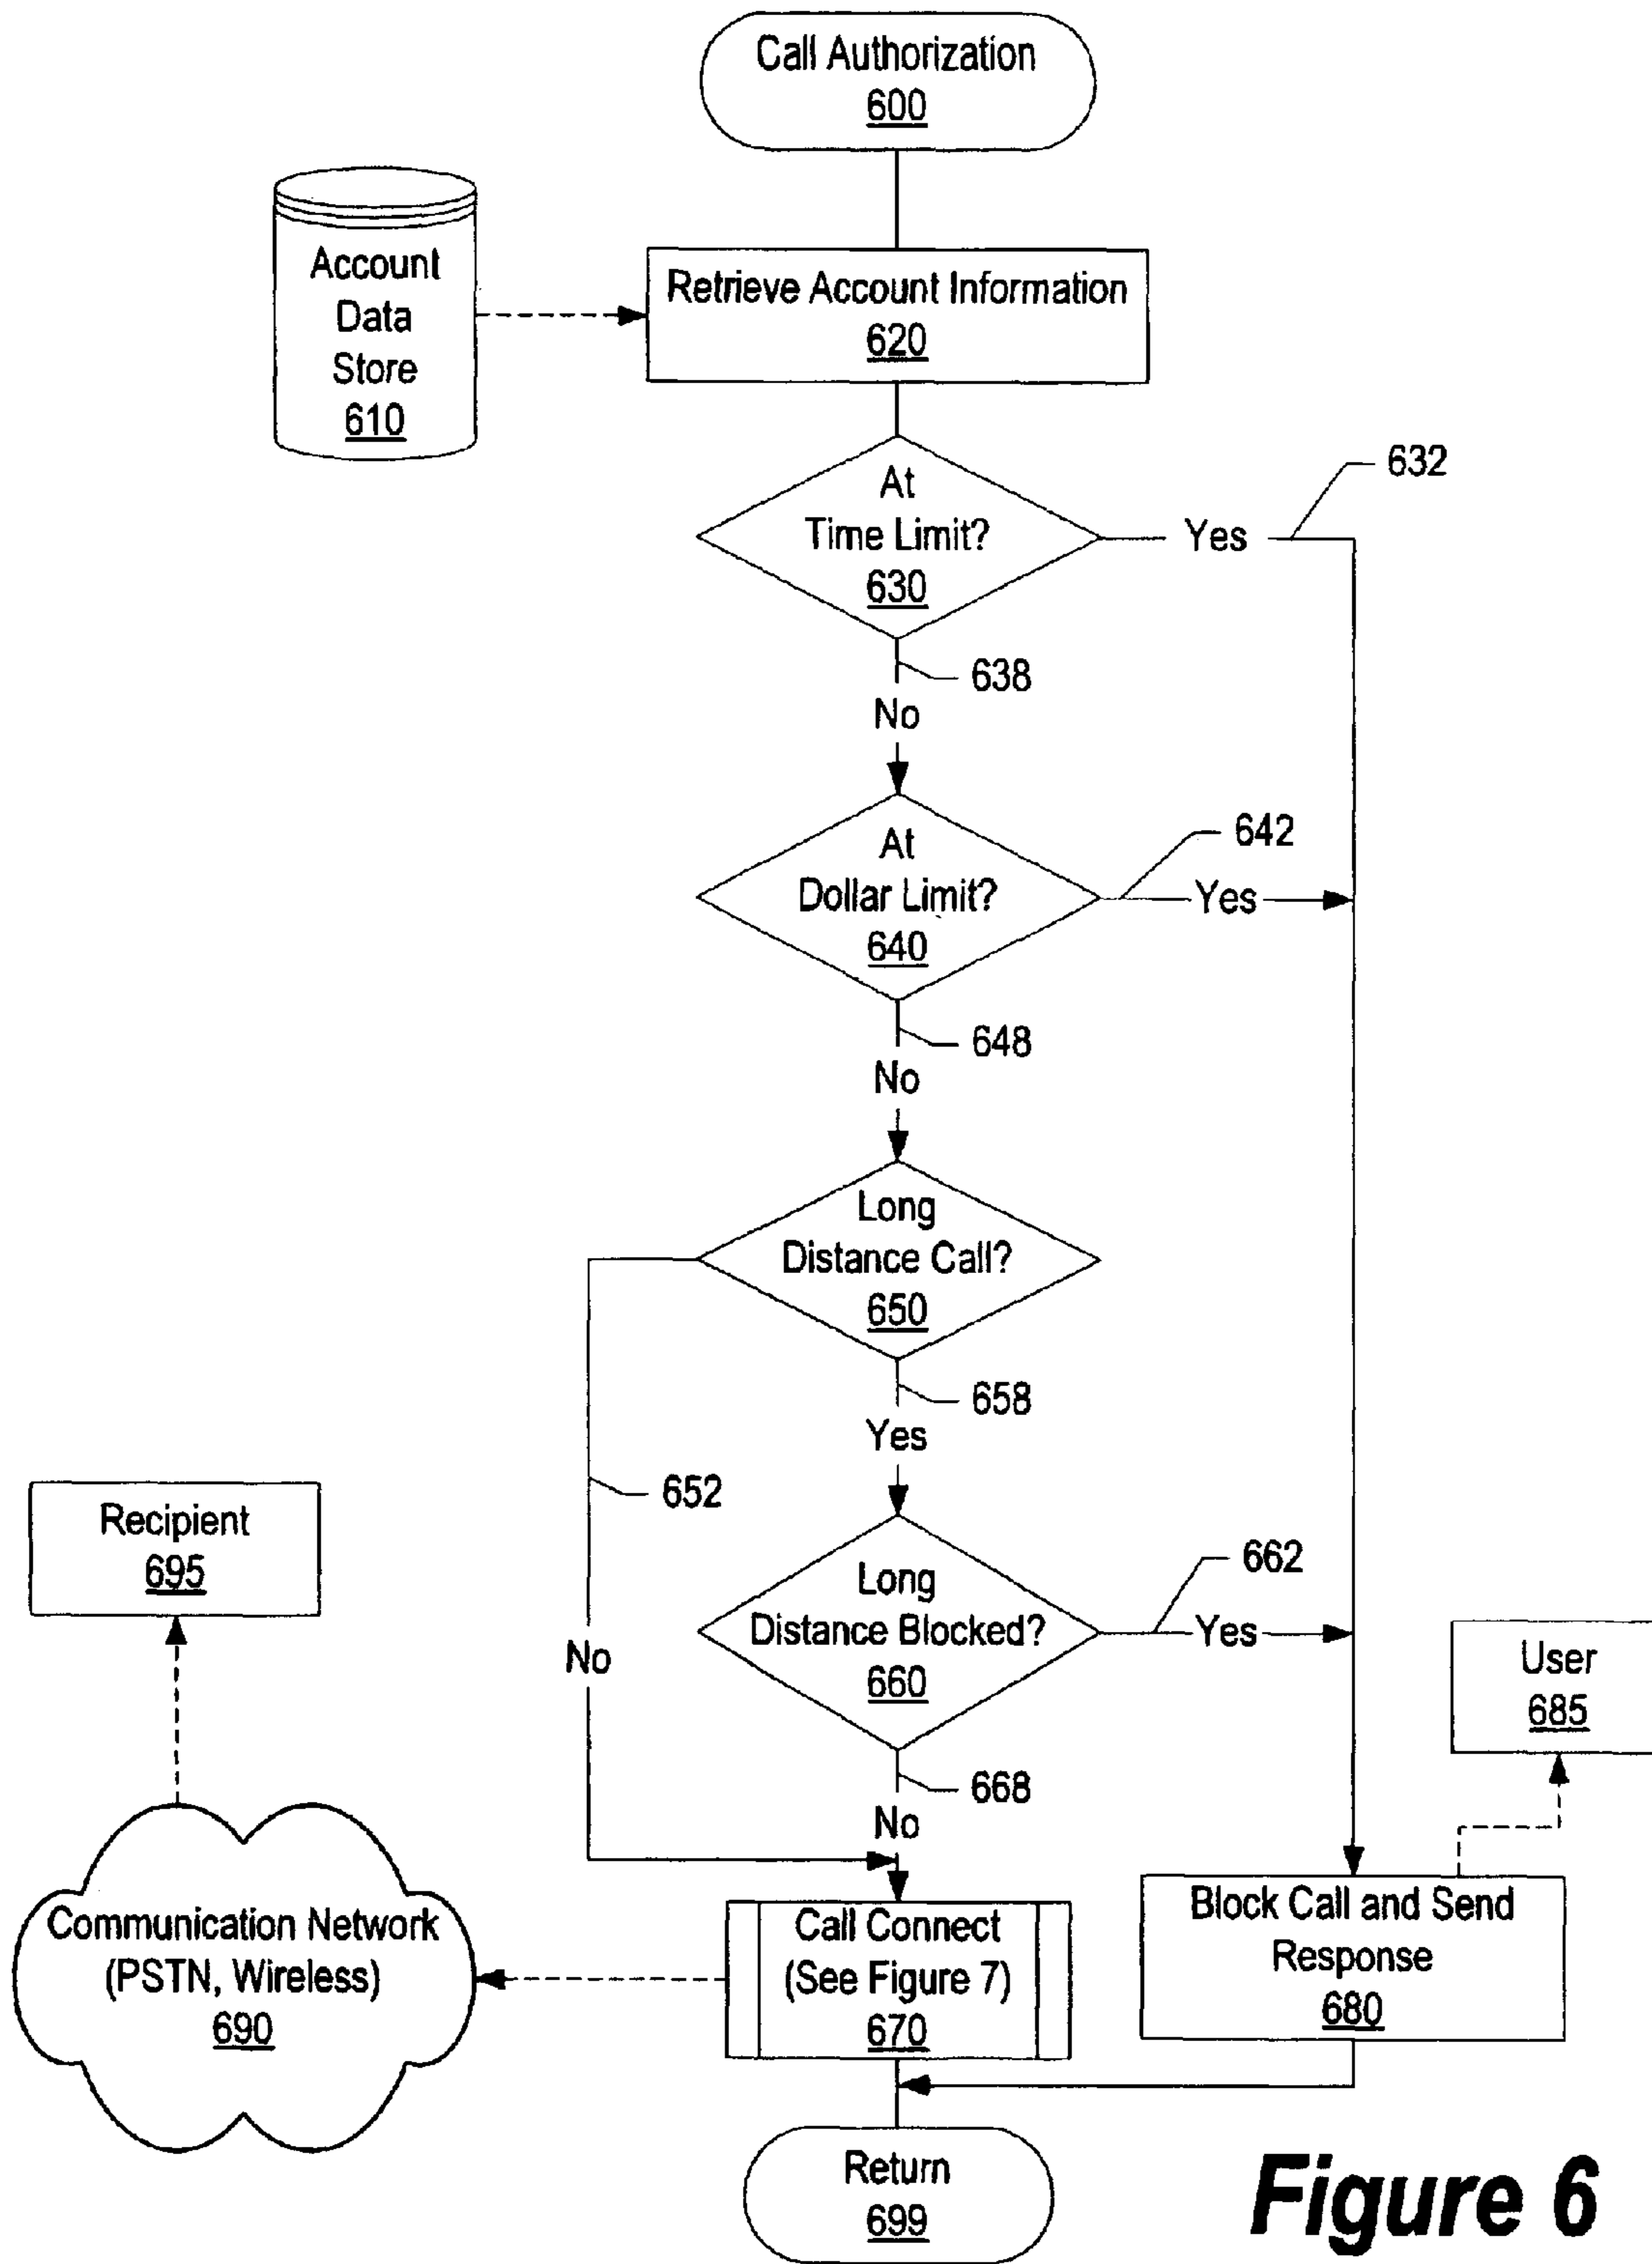 Call Authorization
600
Account
Data
Store
610
Retrieve Account Information
620
At
Time Limit?
630
Yes
632
638
No
At
Dollar Limit?
640
642
Yes
648
No
Long
Distance Call?
650
658
Yes
652
No
Long
Distance Blocked?
660
662
Yes
668
No
Recipient
695
User
685
Communication Network
(PSTN, Wireless)
690
Call Connect
(See Figure 7)
670
Block Call and Send
Response
680
Return
699
Figure 6